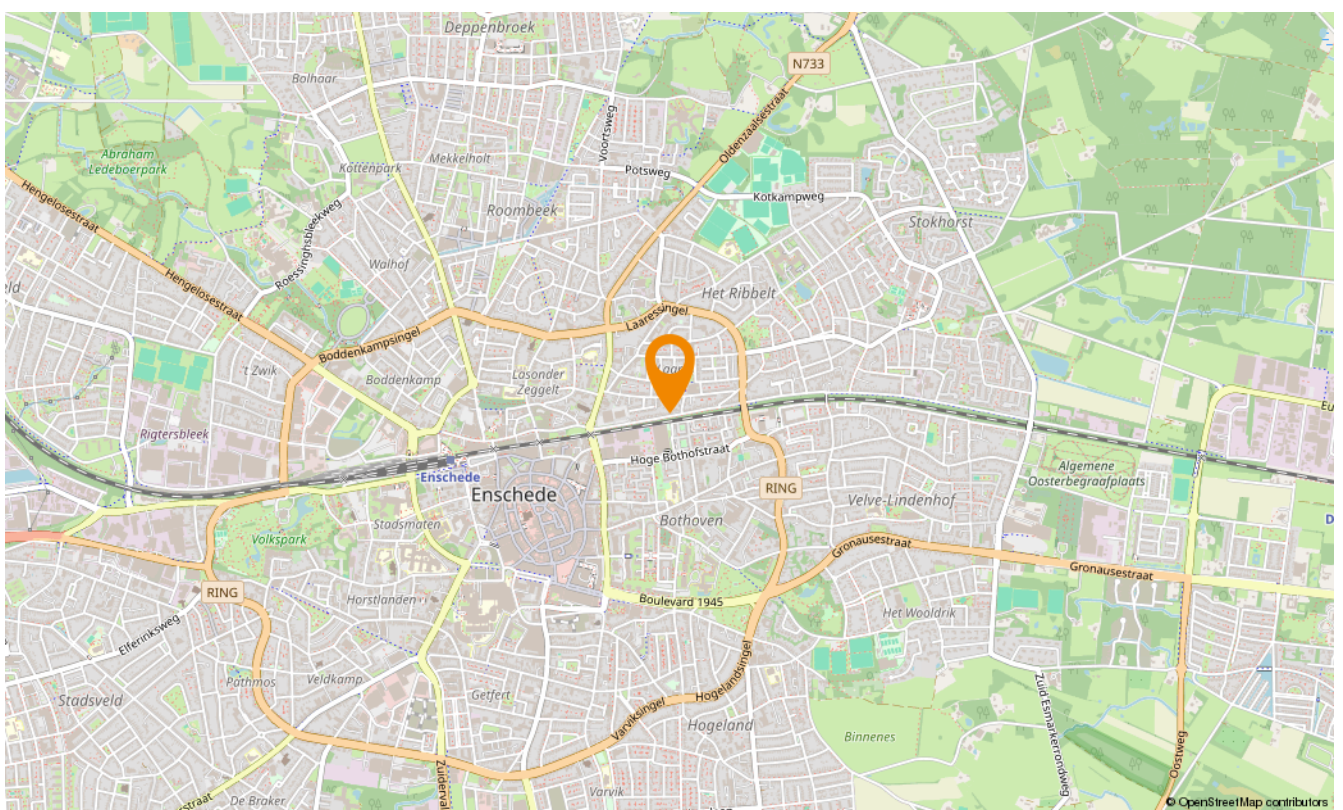 Deppenbroek
N733
Bolhaar
Voortsweg
Oldenzaalsestraat
Abraham
Ledeboerpark
Kottenpark
Mekkelholt
Potsweg
Kotkampweg
Hengelosestraat
Roombeek
Stokhorst
Roessinghsbleekweg
Walhof
Hengelosestraat
Het Ribbelt
Laaressingel
Boddenkampsingel
't Zwik
Boddenkamp
Lasonder
Zeggelt
Rigtersbleek
Hoge Bothofstraat
Enschede
Enschede
RING
Algemene
Oosterbegraafplaats
Velve-Lindenhof
Stadsmaten
Bothoven
Volkspark
Gronausestraat
Gronausestraat
RING
Horstlanden
Boulevard 1945
Het Wooldrik
Elferinksweg
Pathmos
Veldkamp
Stadsveld
Getfert
Hogelandsingel
Varviksingel
Hogeland
Zuid Esmarkerrondweg
Binnenes
Oostweg
Zuiderval
Varvik
De Braker
© OpenStreetMap contributors